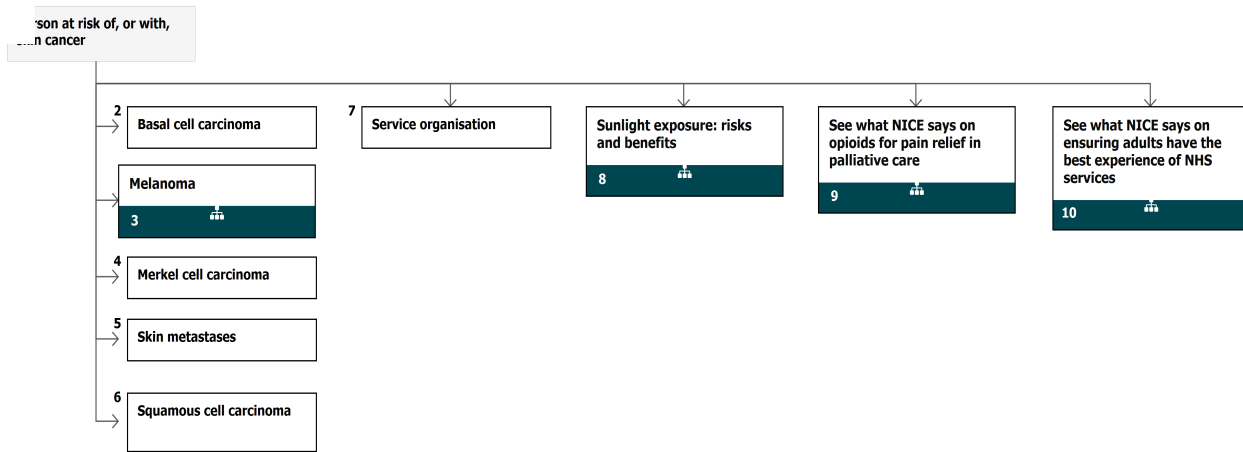 rson at risk of, or with,
cancer
2
Basal cell carcinoma
Melanoma
3
4
Merkel cell carcinoma
5
Skin metastases
6
Squamous cell carcinoma
7
Service organisation
Sunlight exposure: risks
and benefits
8
See what NICE says on
opioids for pain relief in
palliative care
9
See what NICE says on
ensuring adults have the
best experience of NHS
services
10